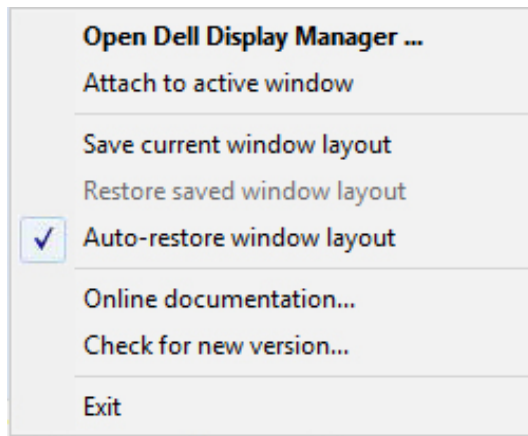 Open Dell Display Manager ...
Attach to active window
Save current window layout
Restore saved window layout
Auto-restore window layout
Online documentation...
Check for new version...
Exit